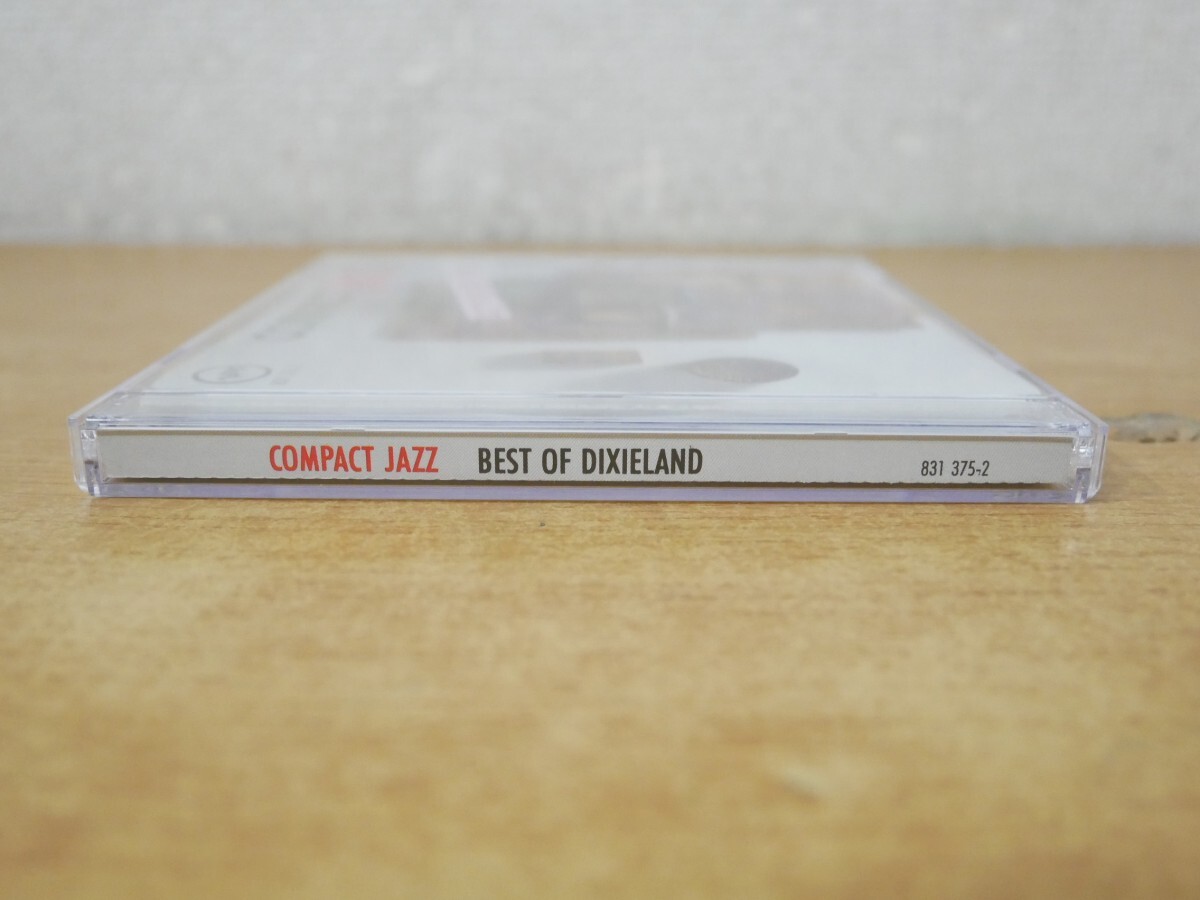 COMPACT JAZZ BEST OF DIXIELAND 831 375-2